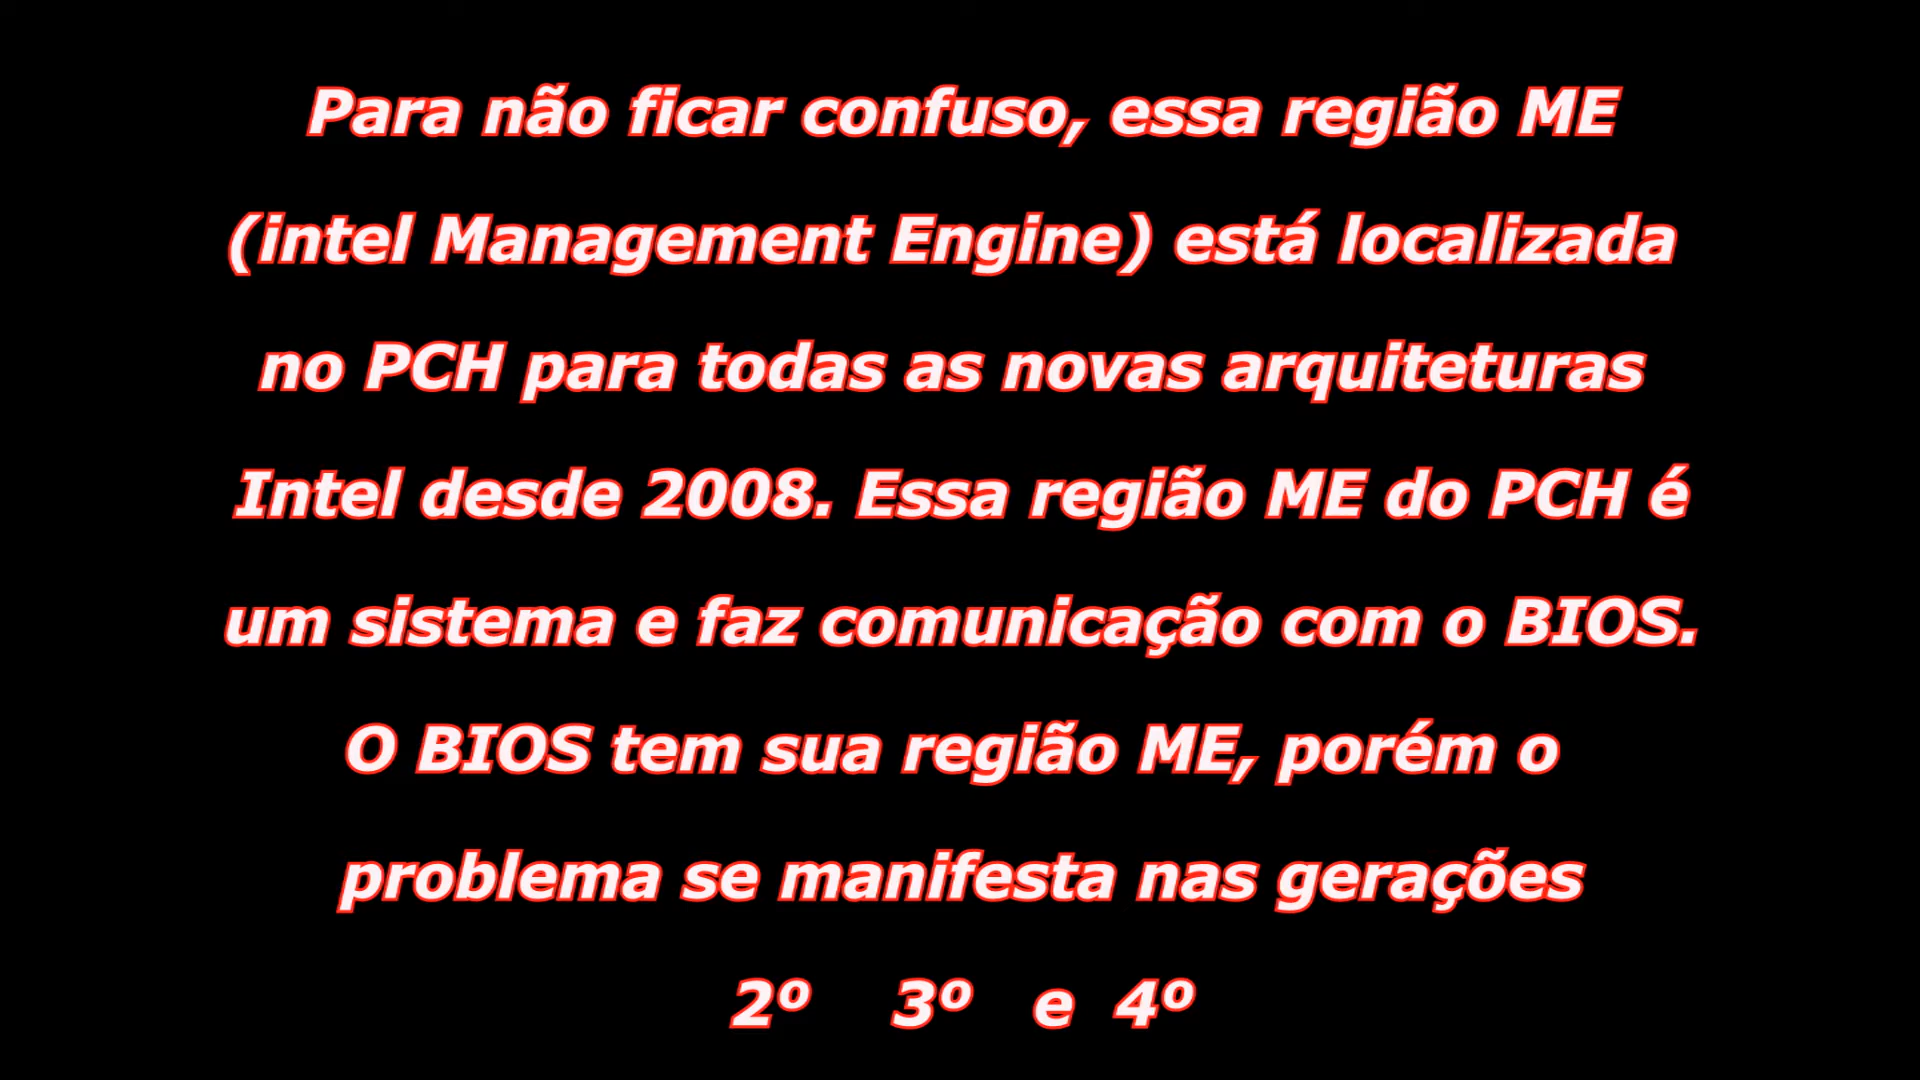 Para não ficar confuso, essa região ME
(intel Management Engine) está localizada
no PCH para todas as novas arquiteturas
Intel desde 2008. Essa região ME do PCH é
um sistema e faz comunicação com o BIOS.
O BIOS tem sua região ME, porém o
problema se manifesta nas gerações
2º 3º e 4º